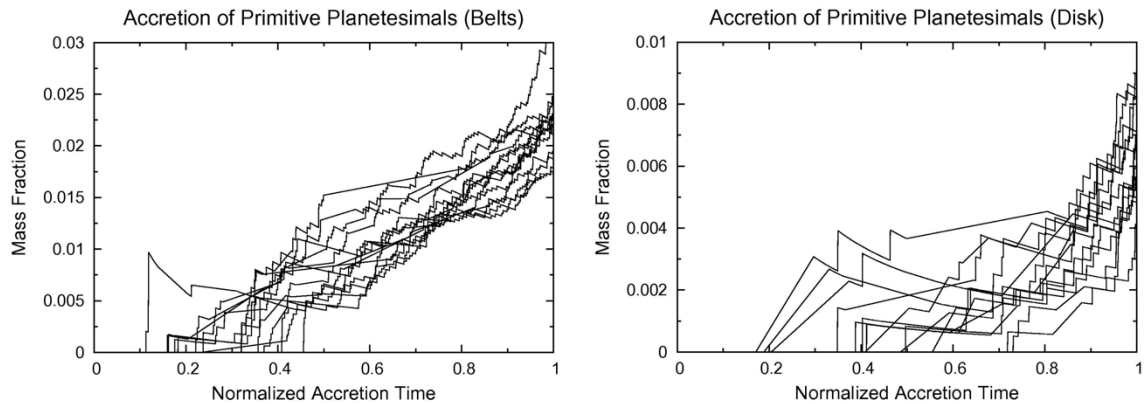 Accretion of Primitive Planetesimals (Belts)
0.03
0.025
0.02
0.015
0.01
0.005
0
Mass Fraction
0 0.2 0.4 0.6 0.8 1
Normalized Accretion Time
Accretion of Primitive Planetesimals (Disk)
0.01
0.008
0.006
0.004
0.002
0
Mass Fraction
0 0.2 0.4 0.6 0.8 1
Normalized Accretion Time